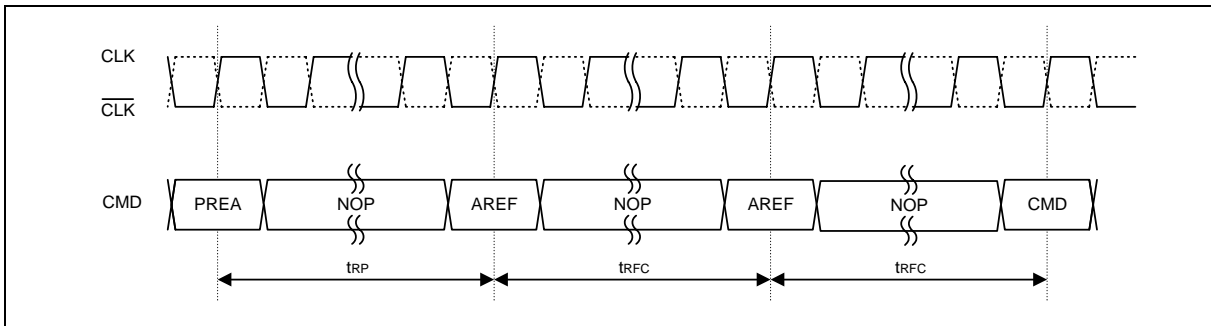 CLK
CLK
CMD PREA NOP AREF NOP AREF NOP CMD
tRP tRFC tRFC